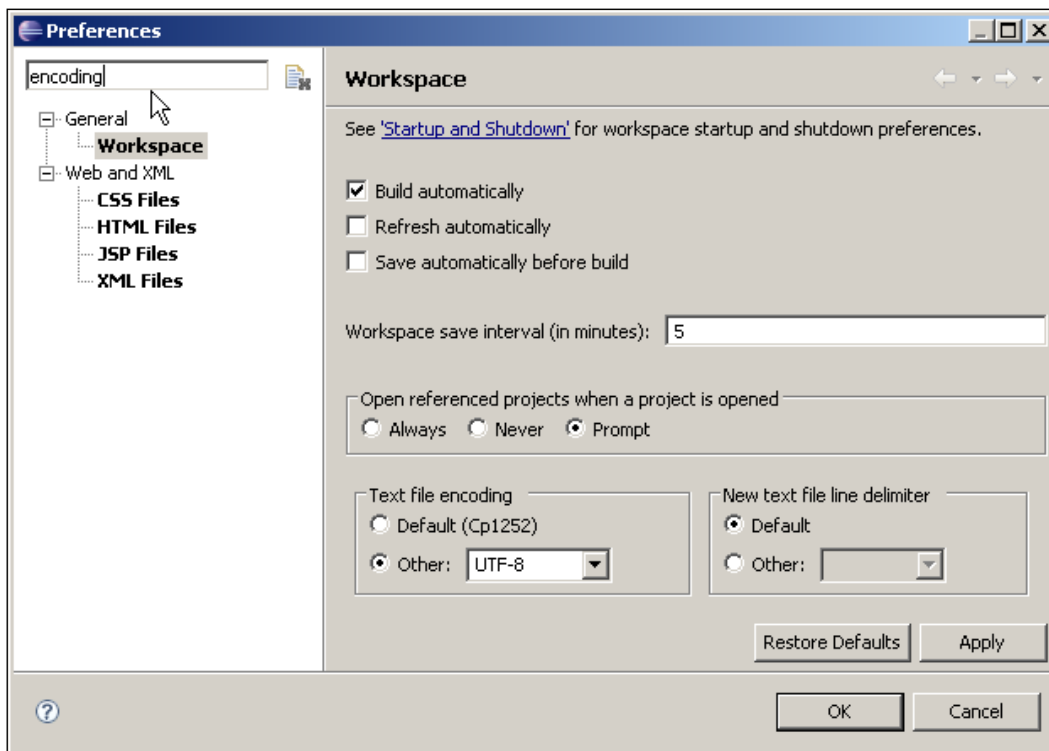 Preferences
encoding
General
Workspace
Web and XML
CSS Files
HTML Files
JSP Files
XML Files
Workspace
See 'Startup and Shutdown' for workspace startup and shutdown preferences.
Build automatically
Refresh automatically
Save automatically before build
Workspace save interval (in minutes): 5
Open referenced projects when a project is opened
Always Never Prompt
Text file encoding
Default (Cp1252)
Other: UTF-8
New text file line delimiter
Default
Other:
Restore Defaults Apply
? OK Cancel